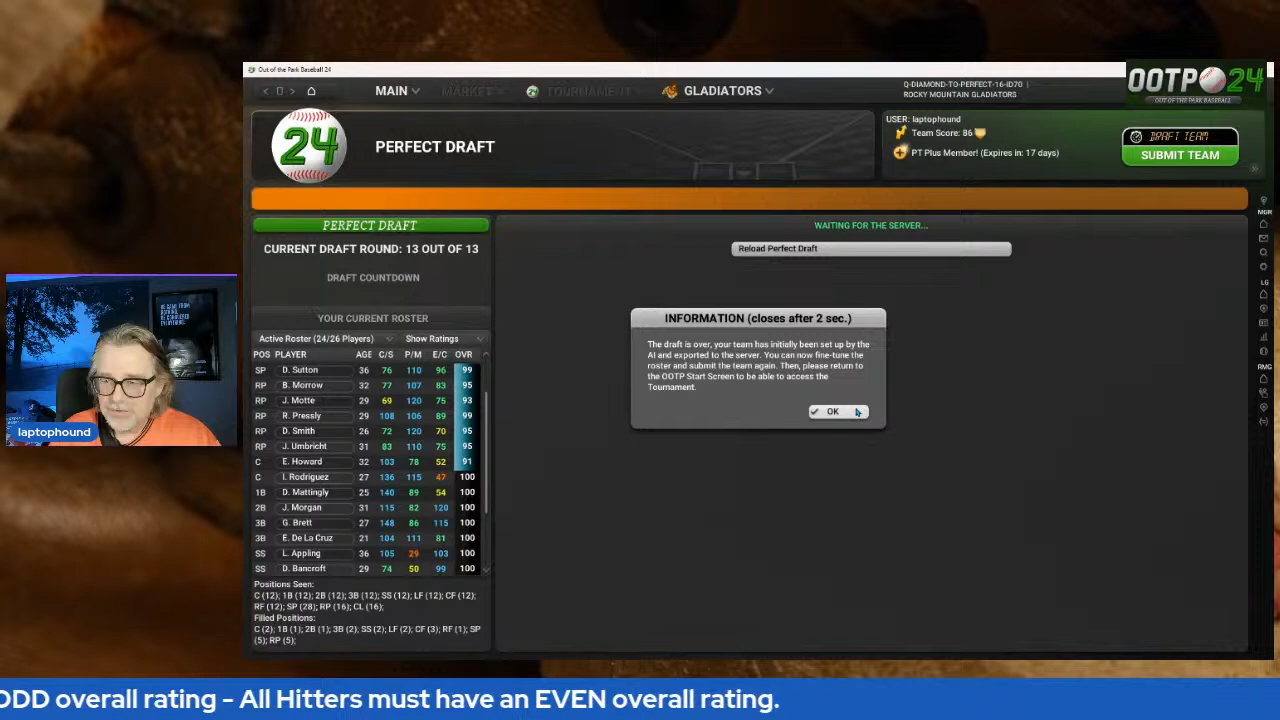 Out of the Park Baseball 24
MAIN
MARKET
TOURNAMENT
GLADIATORS
Q-DIAMOND-TO-PERFECT-16-ID70 |
ROCKY MOUNTAIN GLADIATORS
OOTP 24
OUT OF THE PARK BASEBALL
24
PERFECT DRAFT
USER: laptophound
Team Score: 86
PT Plus Member! (Expires in: 17 days)
DRAFT TEAM
SUBMIT TEAM
PERFECT DRAFT
CURRENT DRAFT ROUND: 13 OUT OF 13
DRAFT COUNTDOWN
YOUR CURRENT ROSTER
Active Roster (24/26 Players) Show Ratings
POS PLAYER AGE C/S P/M E/C OVR
SP D. Sutton 36 76 110 96 99
RP B. Morrow 32 77 107 83 95
RP J. Motte 29 69 120 75 93
RP R. Pressly 29 108 106 89 99
RP D. Smith 26 72 120 70 95
RP J. Umbricht 31 83 110 75 95
C E. Howard 32 103 78 52 91
C I. Rodriguez 27 136 115 47 100
1B D. Mattingly 25 140 89 54 100
2B J. Morgan 31 115 82 120 100
3B G. Brett 27 148 86 115 100
3B E. De La Cruz 21 104 111 81 100
SS L. Appling 36 105 29 103 100
SS D. Bancroft 29 74 50 99 100
Positions Seen:
C (12); 1B (12); 2B (12); 3B (12); SS (12); LF (12); CF (12);
RF (12); SP (28); RP (16); CL (16);
Filled Positions:
C (2); 1B (1); 2B (1); 3B (2); SS (2); LF (2); CF (3); RF (1); SP
(5); RP (5);
WAITING FOR THE SERVER...
Reload Perfect Draft
INFORMATION (closes after 2 sec.)
The draft is over, your team has initially been set up by the
AI and exported to the server. You can now fine-tune the
roster and submit the team again. Then, please return to
the OOTP Start Screen to be able to access the
Tournament.
OK
MGR
LG
RMG
laptophound
ODD overall rating - All Hitters must have an EVEN overall rating.